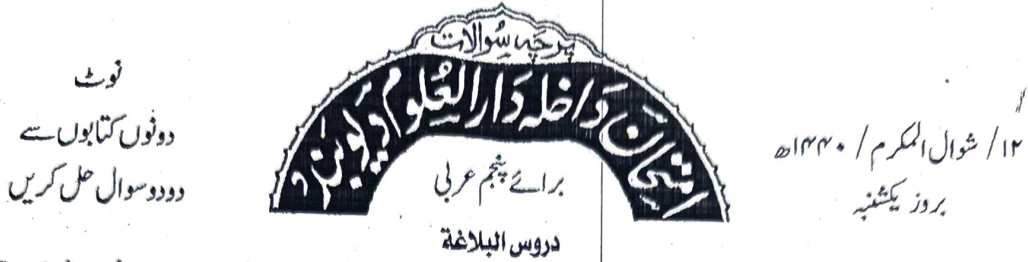 پرچہ سوالات
امتحان داخلہ دارالعلوم دیوبند
برائے پنجم عربی
۱۲/ شوال المکرم / ۱۴۴۰ھ
بروز یکشنبہ
نوٹ
دونوں کتابوں سے
دو دو سوال حل کریں
دروس البلاغة